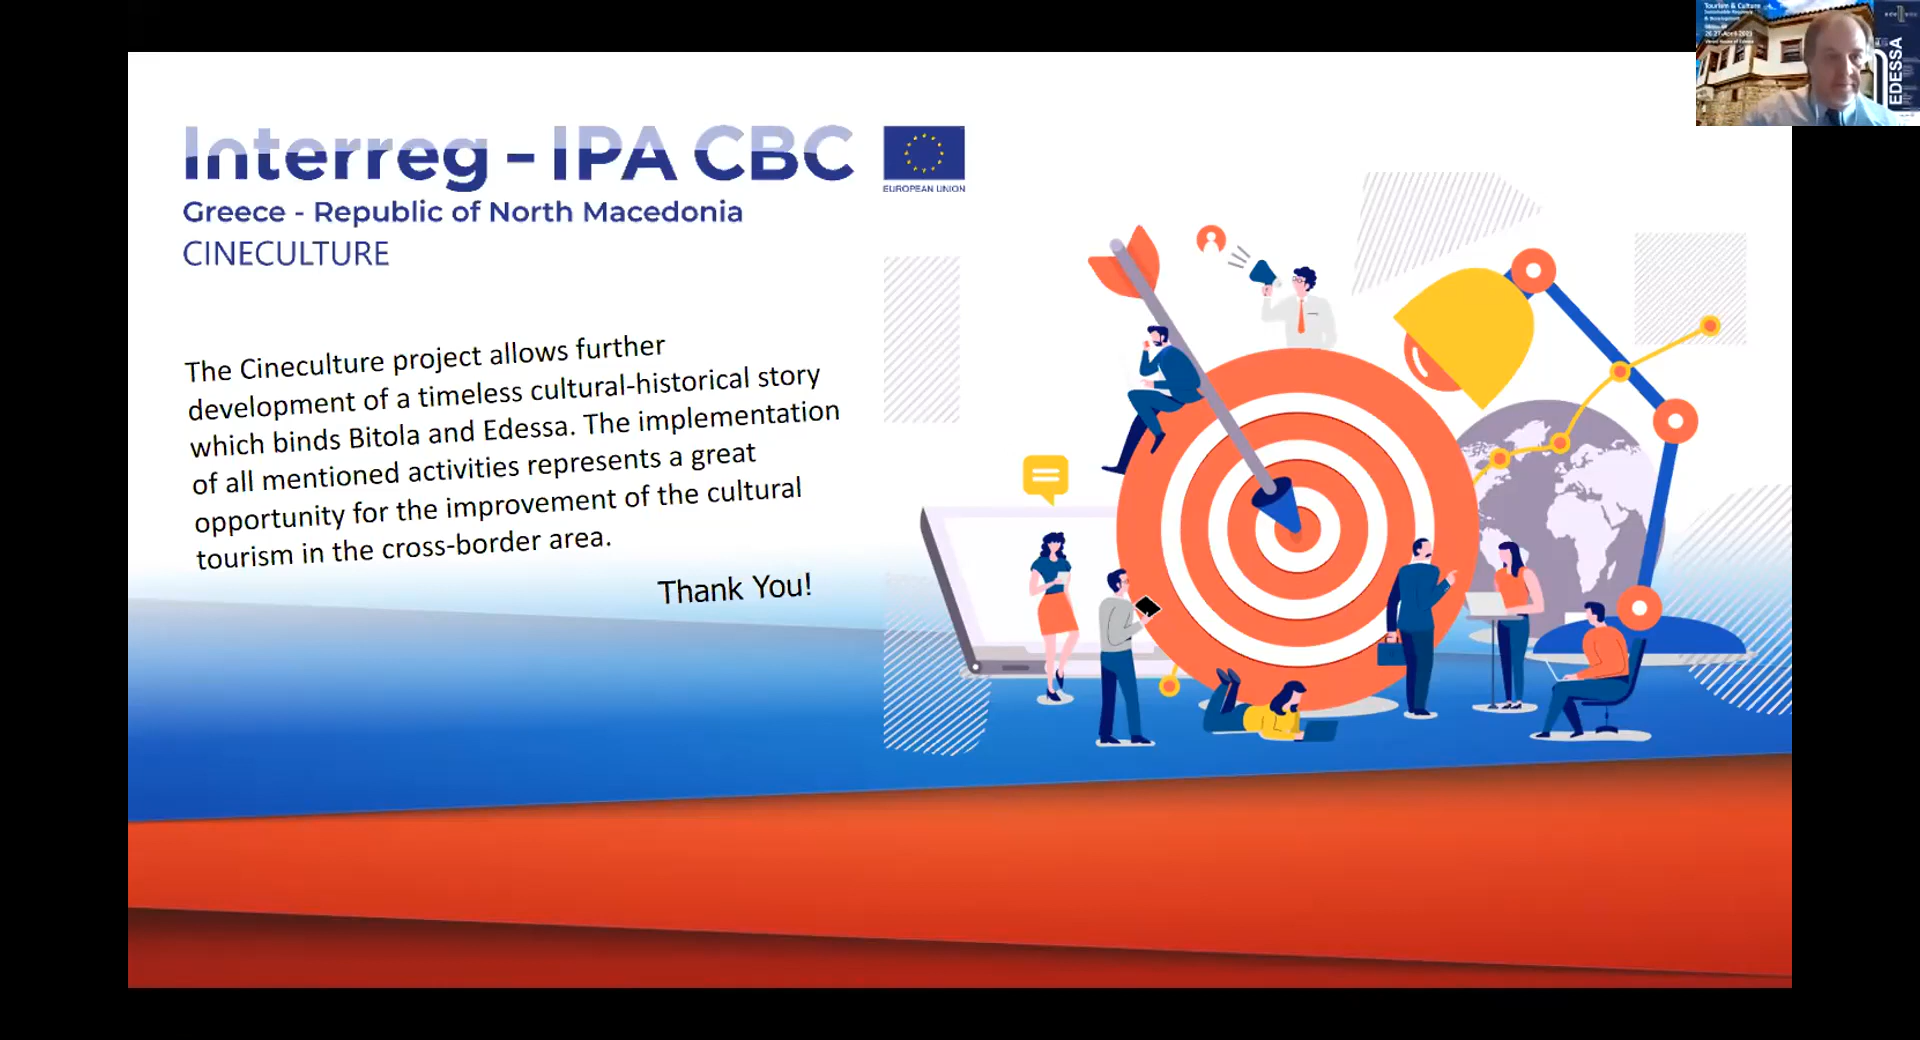 Interreg - IPA CBC
EUROPEAN UNION
Greece - Republic of North Macedonia
CINECULTURE
The Cineculture project allows further
development of a timeless cultural-historical story
which binds Bitola and Edessa. The implementation
of all mentioned activities represents a great
opportunity for the improvement of the cultural
tourism in the cross-border area.
Thank You!
Tourism & Culture
EDESSA